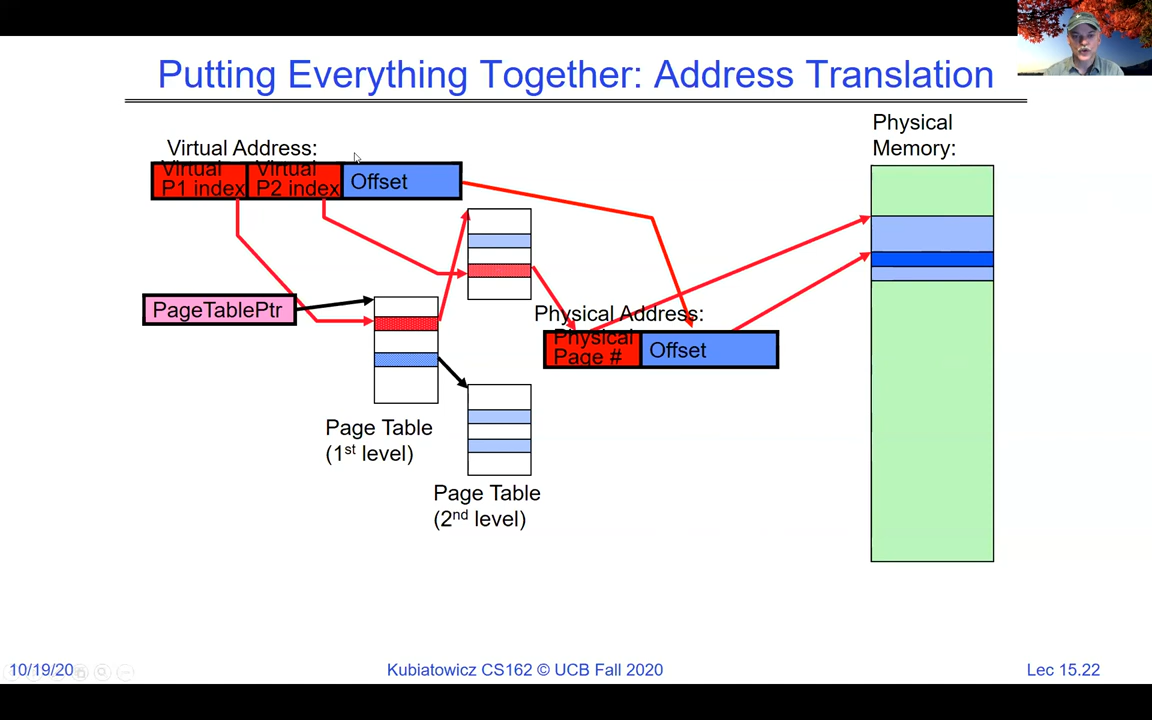 Putting Everything Together: Address Translation
Physical
Memory:
Virtual Address:
Virtual
P1 index
Virtual
P2 index
Offset
PageTablePtr
Physical Address:
Physical
Page #
Offset
Page Table
(1st level)
Page Table
(2nd level)
10/19/20
Kubiatowicz CS162 © UCB Fall 2020
Lec 15.22